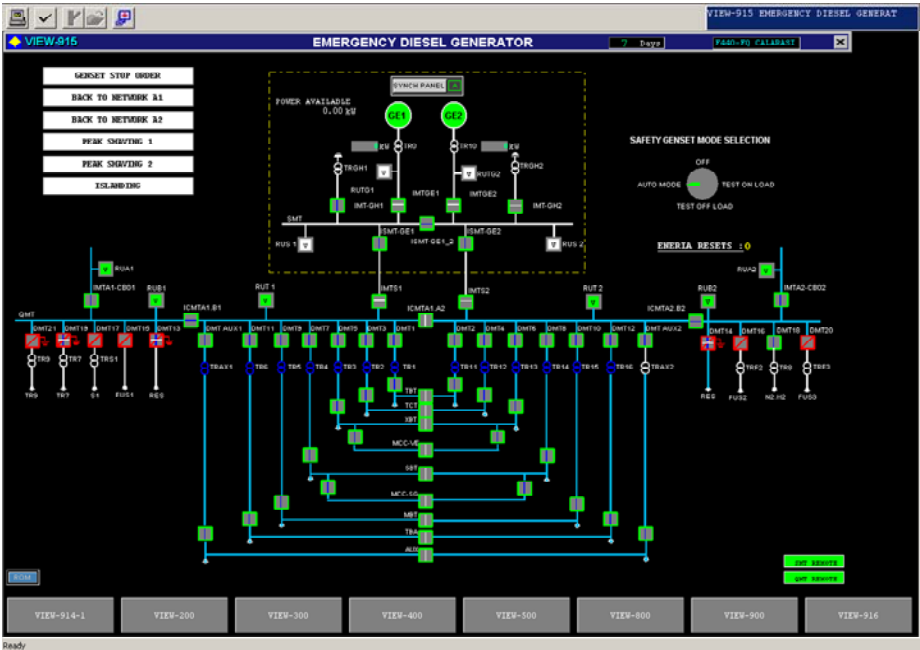 VIEW-915 EMERGENCY DIESEL GENERAT
VIEW-915
EMERGENCY DIESEL GENERATOR
7 Days
F440-FQ CALARASI
GENSET STOP ORDER
BACK TO NETWORK A1
BACK TO NETWORK A2
PEAK SHAVING 1
PEAK SHAVING 2
ISLANDING
SYNCH PANEL
POWER AVAILABLE
0.00 kW
GE1
GE2
kW
TR9
TR10
kW
TRGH1
RUTG1
RUTG2
TRGH2
IMT-GH1
IMTGE1
IMTGE2
IMT-GH2
SMT
RUS 1
ISMT-GE1
ISMT-GE1_2
ISMT-GE2
RUS 2
SAFETY GENSET MODE SELECTION
OFF
AUTO MODE
TEST ON LOAD
TEST OFF LOAD
ENERIA RESETS :0
RUA1
IMTA1-CB01
RUB1
RUT 1
IMTS1
IMTS2
RUT 2
RUB2
RUA2
IMTA2-CB02
QMT
ICMTA1.B1
ICMTA1.A2
ICMTA2.B2
DMT21
DMT19
DMT17
DMT15
DMT13
DMT AUX1
DMT11
DMT9
DMT7
DMT5
DMT3
DMT1
DMT2
DMT4
DMT6
DMT8
DMT10
DMT12
DMT AUX2
DMT14
DMT16
DMT18
DMT20
TR9
TR7
TRS1
TRAX1
TR6
TR5
TR4
TR3
TR2
TR1
TR11
TR12
TR13
TR14
TR15
TR16
TRAX2
TRF2
TR8
TRF3
TR9
TR7
S1
FUS1
RES
RES
FUS2
N2.H2
FUS3
TBT
TCT
XBT
MCC-VE
SBT
MCC-SG
MBT
TBA
AUX
ROM
SMT REMOTE
QMT REMOTE
VIEW-914-1
VIEW-200
VIEW-300
VIEW-400
VIEW-500
VIEW-800
VIEW-900
VIEW-916
Ready